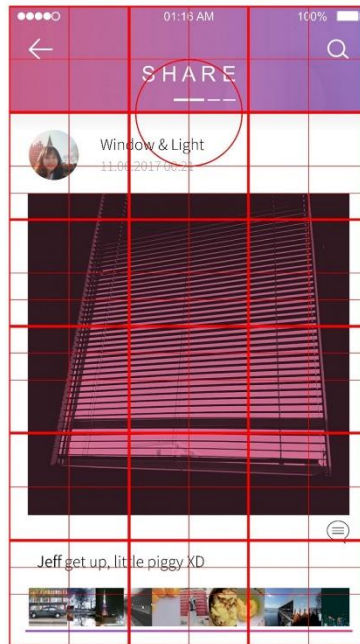 01:16 AM 100%
SHARE
Window & Light
11.06.2017 00:21
Jeff get up, little piggy XD